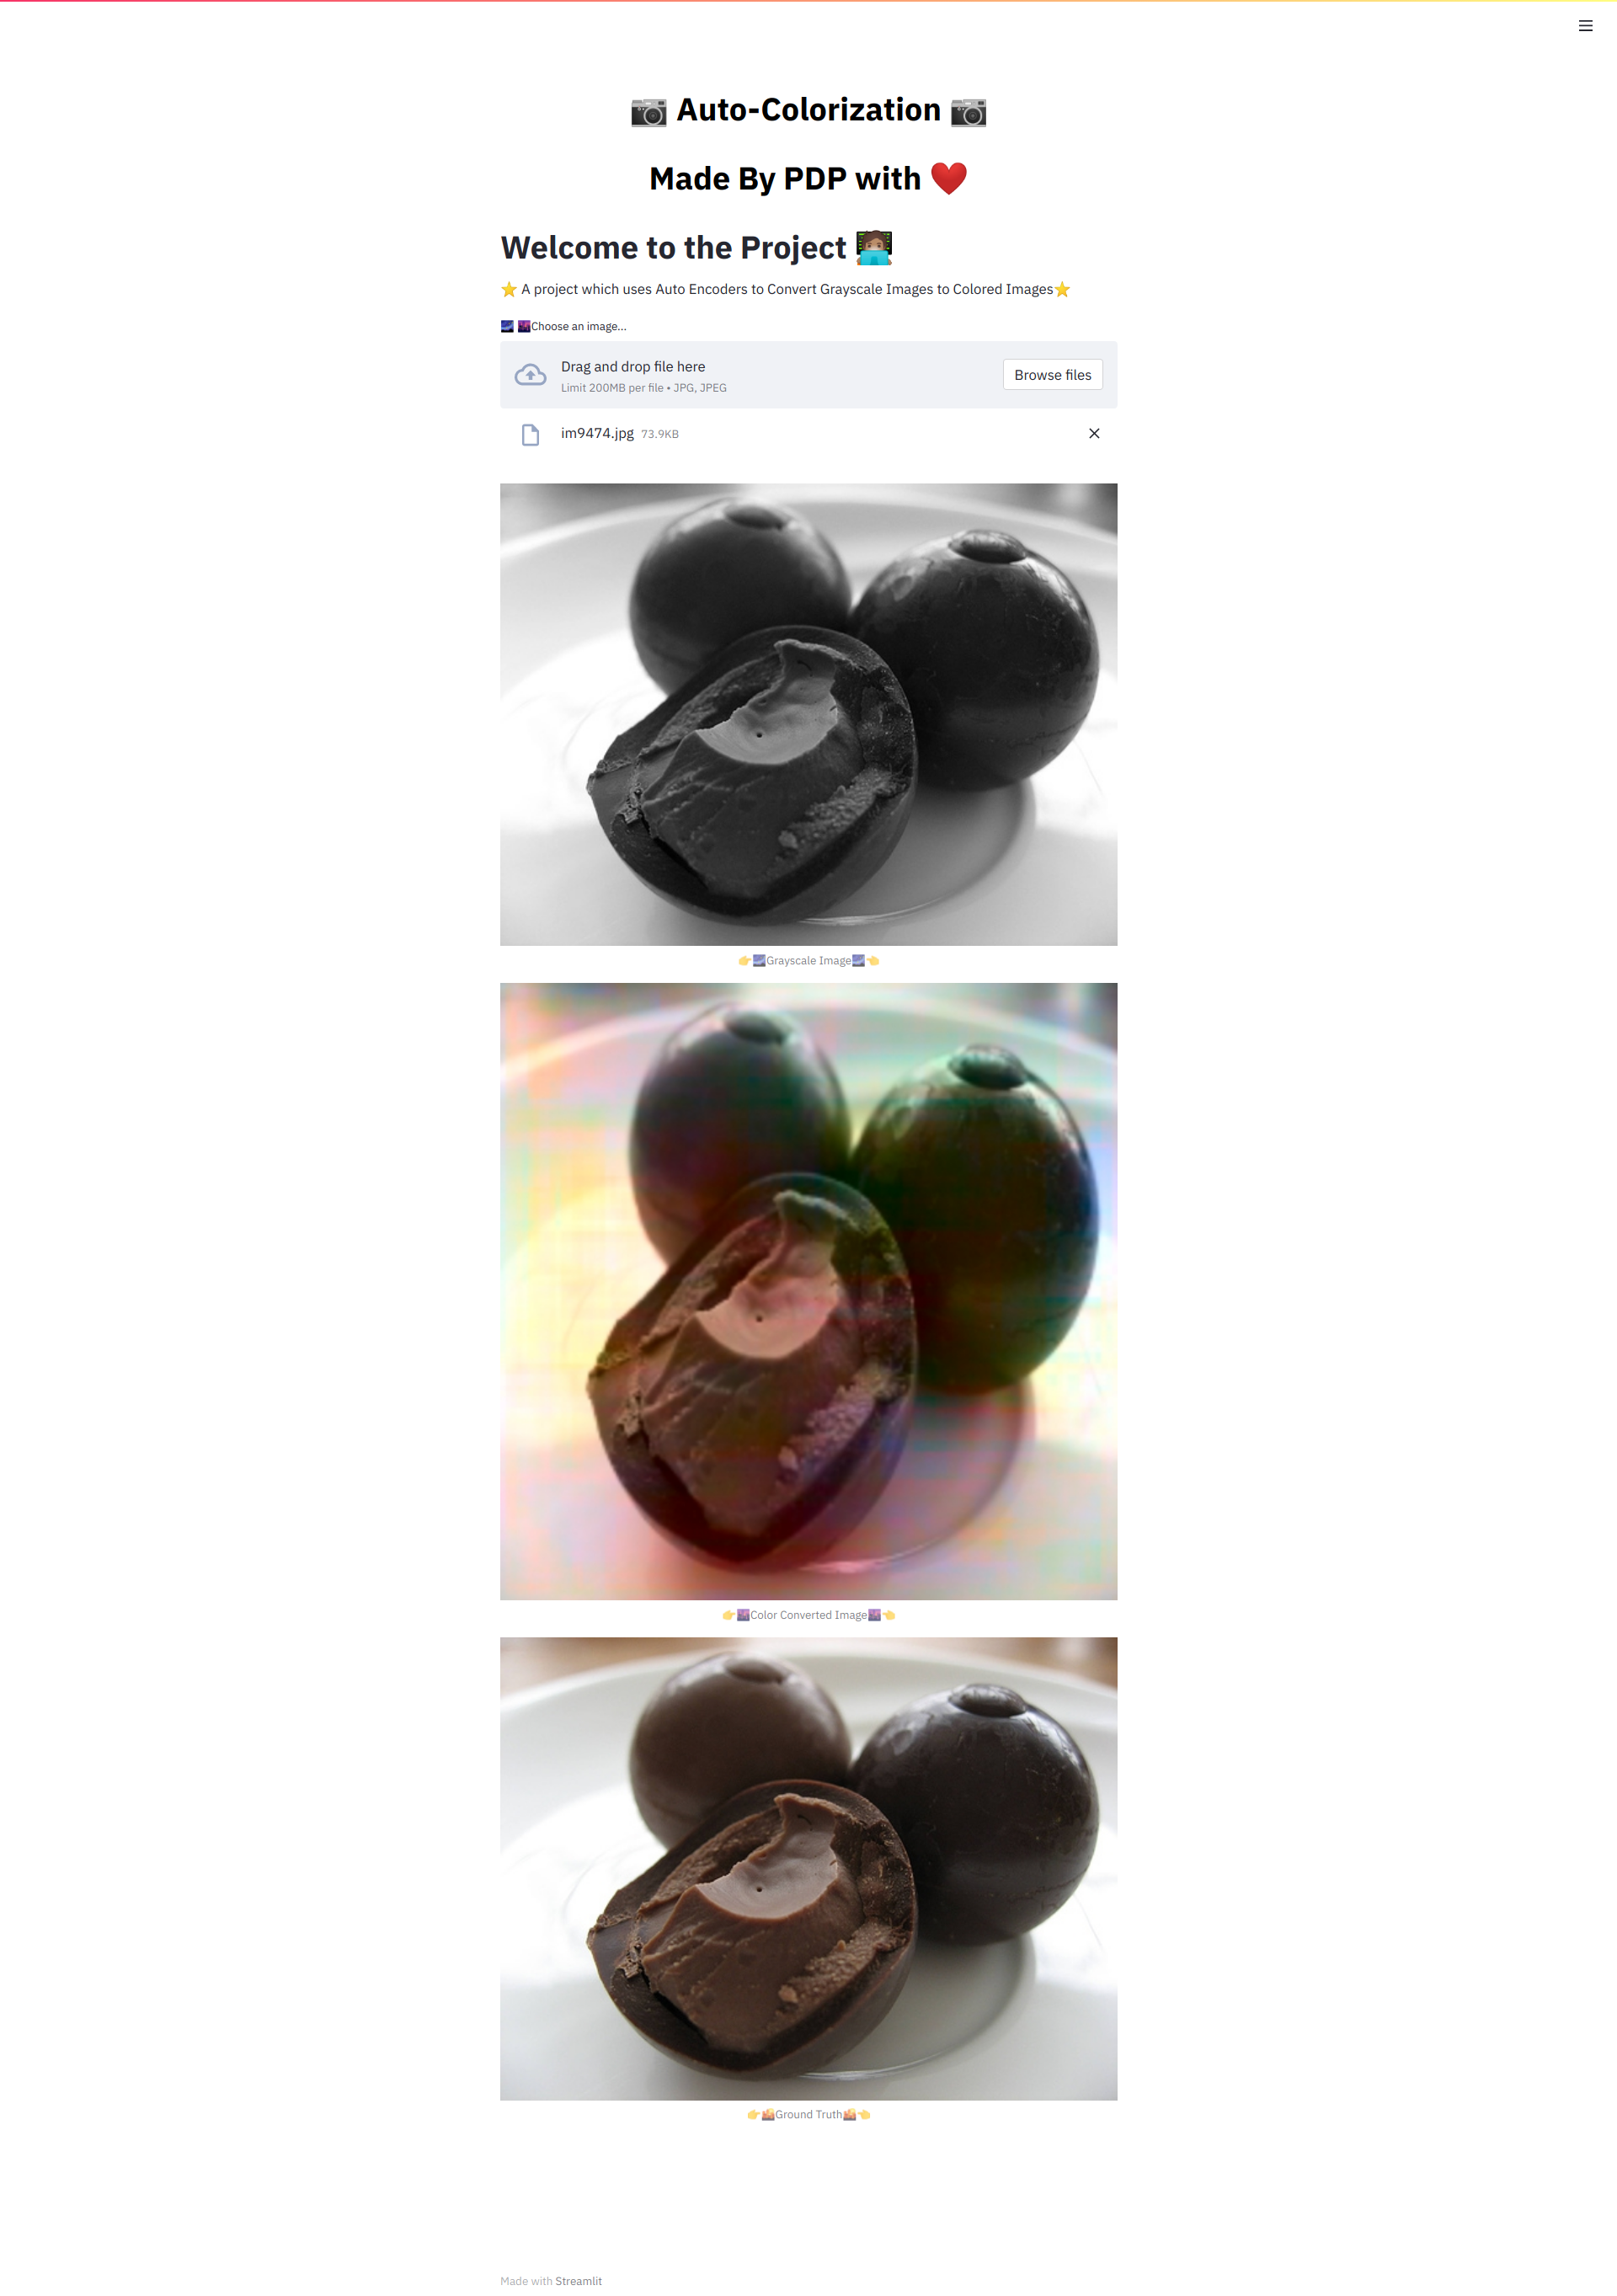 📷 Auto-Colorization 📷
Made By PDP with ❤️
Welcome to the Project 👩🏽‍💻
⭐ A project which uses Auto Encoders to Convert Grayscale Images to Colored Images⭐
🌌 🌆Choose an image...
Drag and drop file here
Limit 200MB per file • JPG, JPEG
Browse files
im9474.jpg 73.9KB
👉🌌Grayscale Image🌌👈
👉🌆Color Converted Image🌆👈
👉🌇Ground Truth🌇👈
Made with Streamlit